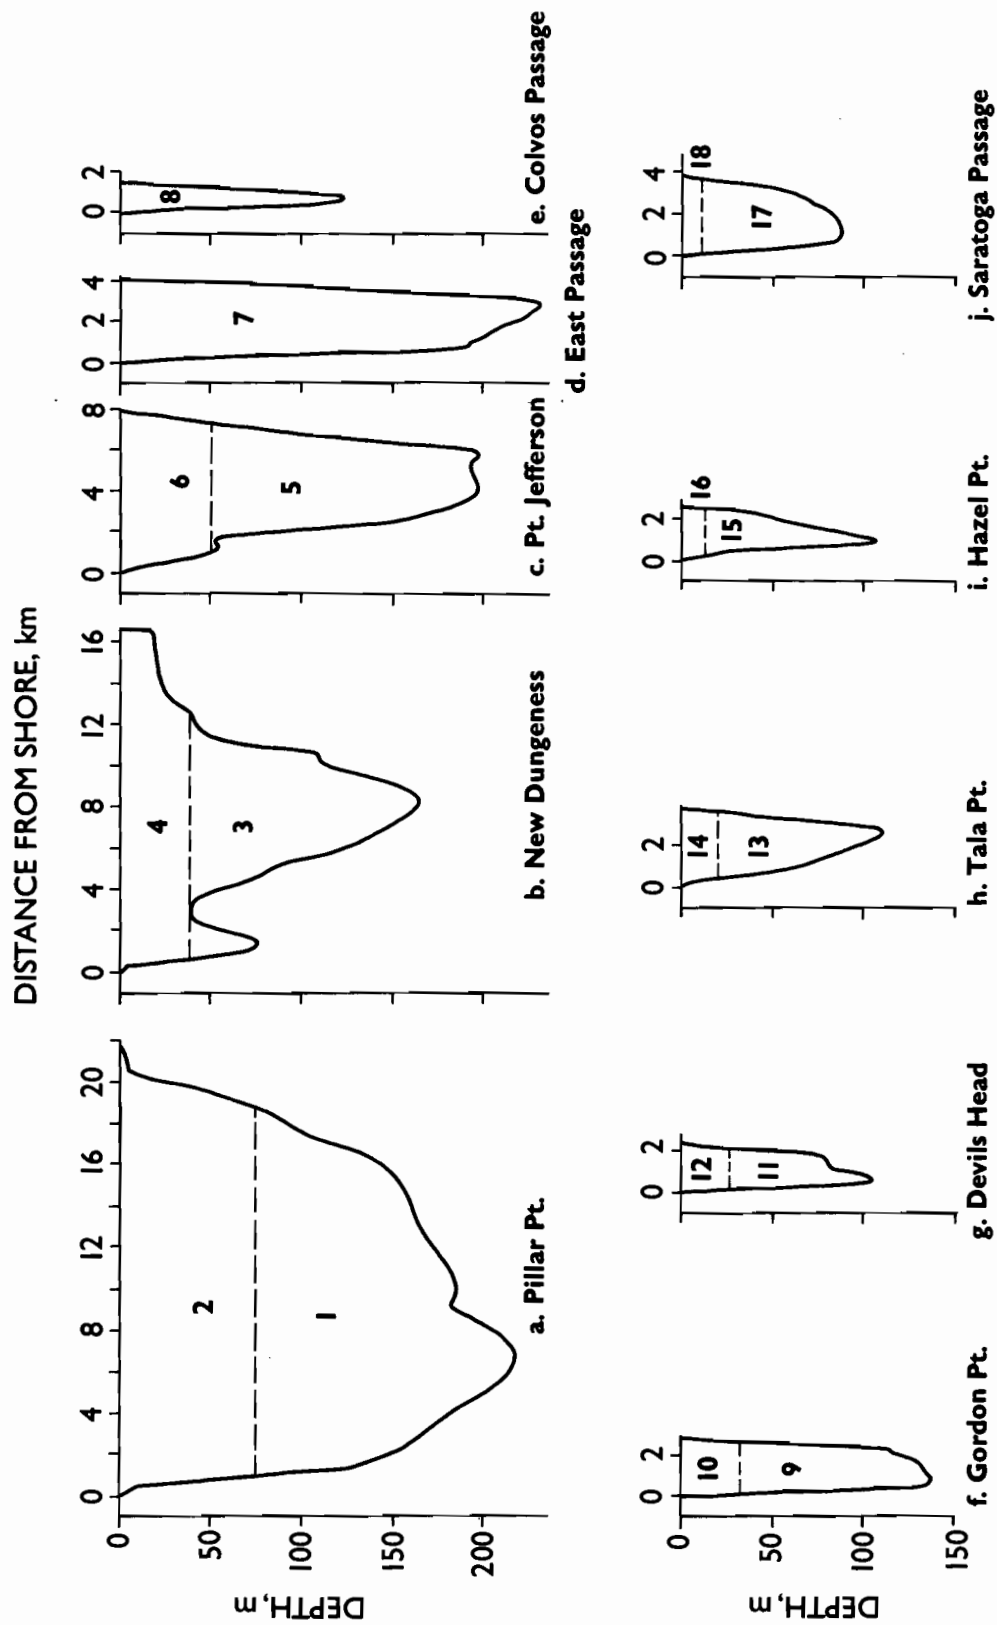 DISTANCE FROM SHORE, km
0 4 8 12 16 20
0 4 8 12 16
0 4 8
0 2 4
0 2
0
50
100
150
200
DEPTH, m
2
1
4
3
6
5
7
8
a. Pillar Pt.
b. New Dungeness
c. Pt. Jefferson
d. East Passage
e. Colvos Passage
0 2
0 2
0 2
0 2
0 2 4
0
50
100
150
DEPTH, m
10
9
12
11
14
13
16
15
18
17
f. Gordon Pt.
g. Devils Head
h. Tala Pt.
i. Hazel Pt.
j. Saratoga Passage